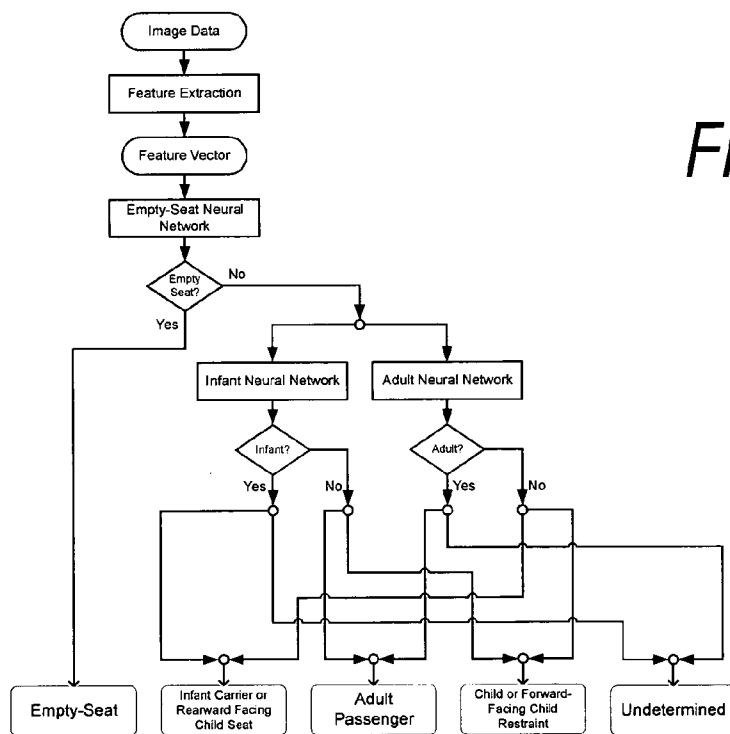 Image Data
Feature Extraction
Feature Vector
Empty-Seat Neural
Network
Empty
Seat?
No
Yes
Infant Neural Network
Adult Neural Network
Infant?
Adult?
Yes
No
Yes
No
Empty-Seat
Infant Carrier or
Rearward Facing
Child Seat
Adult
Passenger
Child or Forward-
Facing Child
Restraint
Undetermined